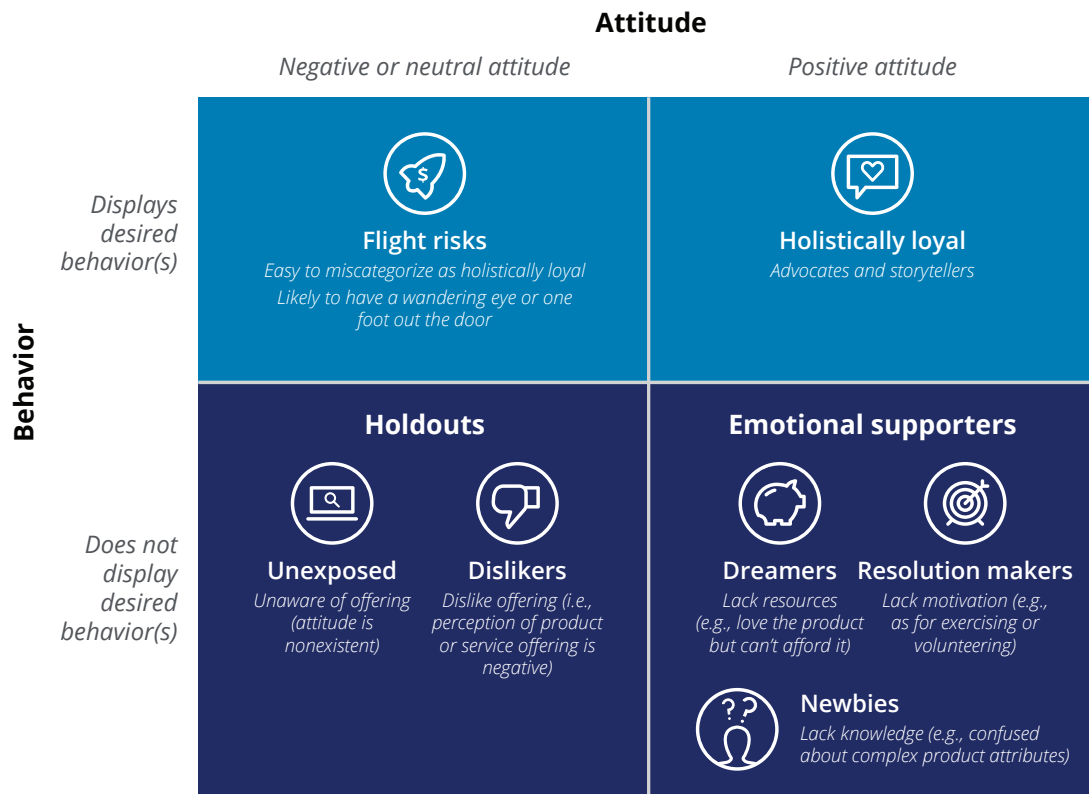 Attitude
Negative or neutral attitude
Positive attitude
Behavior
Displays
desired
behavior(s)
$
Flight risks
Easy to miscategorize as holistically loyal
Likely to have a wandering eye or one
foot out the door
Holistically loyal
Advocates and storytellers
Does not
display
desired
behavior(s)
Holdouts
Unexposed
Unaware of offering
(attitude is
nonexistent)
Dislikers
Dislike offering (i.e.,
perception of product
or service offering is
negative)
Emotional supporters
Dreamers
Lack resources
(e.g., love the product
but can’t afford it)
Resolution makers
Lack motivation (e.g.,
as for exercising or
volunteering)
??
Newbies
Lack knowledge (e.g., confused
about complex product attributes)